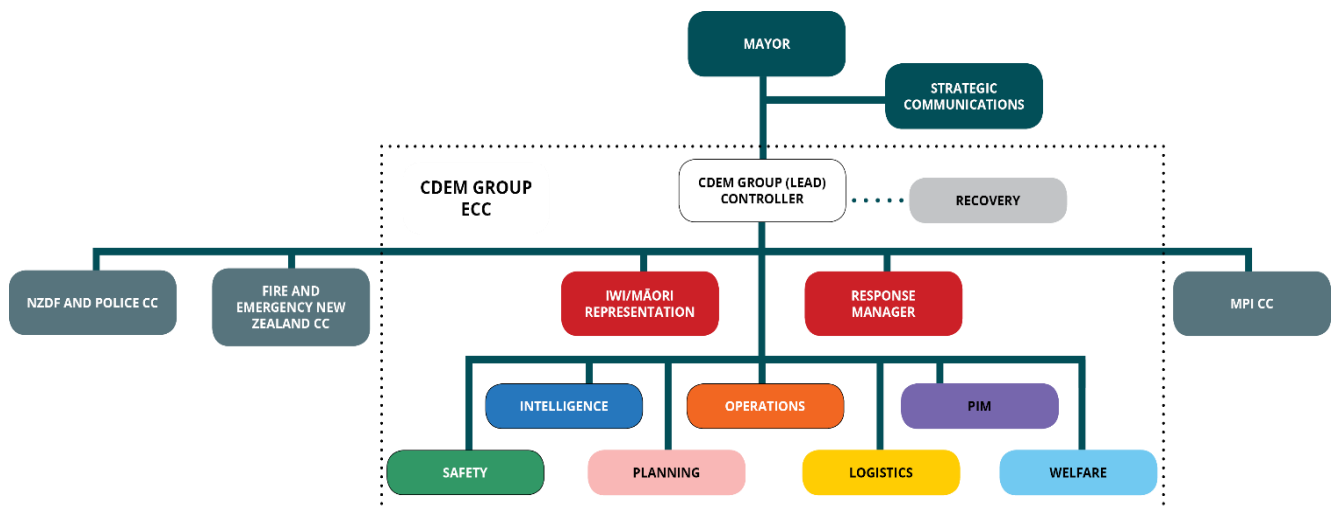 MAYOR
STRATEGIC
COMMUNICATIONS
CDEM GROUP
ECC
CDEM GROUP (LEAD)
CONTROLLER
RECOVERY
NZDF AND POLICE CC
FIRE AND
EMERGENCY NEW
ZEALAND CC
IWI/MĀORI
REPRESENTATION
RESPONSE
MANAGER
MPI CC
INTELLIGENCE
OPERATIONS
PIM
SAFETY
PLANNING
LOGISTICS
WELFARE